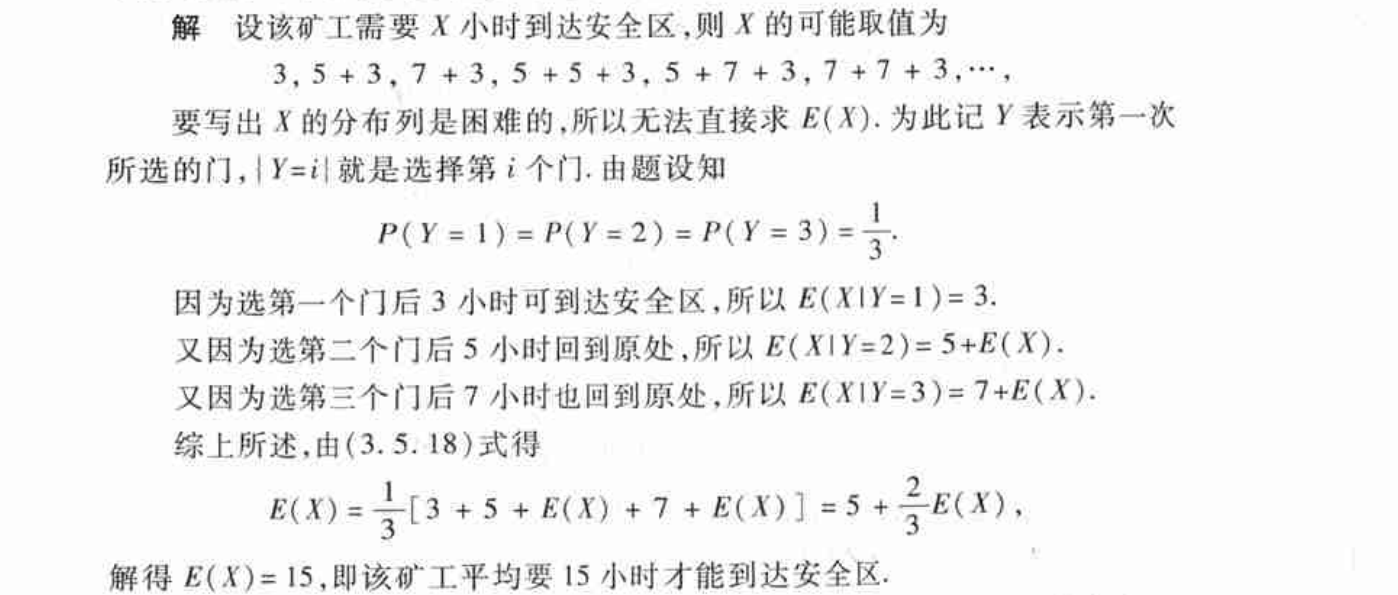 解 设该矿工需要 X 小时到达安全区,则 X 的可能取值为
3, 5 + 3, 7 + 3, 5 + 5 + 3, 5 + 7 + 3, 7 + 7 + 3,…,
要写出 X 的分布列是困难的,所以无法直接求 E(X). 为此记 Y 表示第一次
所选的门,{Y=i}就是选择第 i 个门. 由题设知
P(Y = 1) = P(Y = 2) = P(Y = 3) = 1/3.
因为选第一个门后 3 小时可到达安全区,所以 E(X|Y=1)= 3.
又因为选第二个门后 5 小时回到原处,所以 E(X|Y=2)= 5+E(X).
又因为选第三个门后 7 小时也回到原处,所以 E(X|Y=3)= 7+E(X).
综上所述,由(3.5.18)式得
E(X) = 1/3[3 + 5 + E(X) + 7 + E(X)] = 5 + 2/3 E(X),
解得 E(X)= 15,即该矿工平均要 15 小时才能到达安全区.